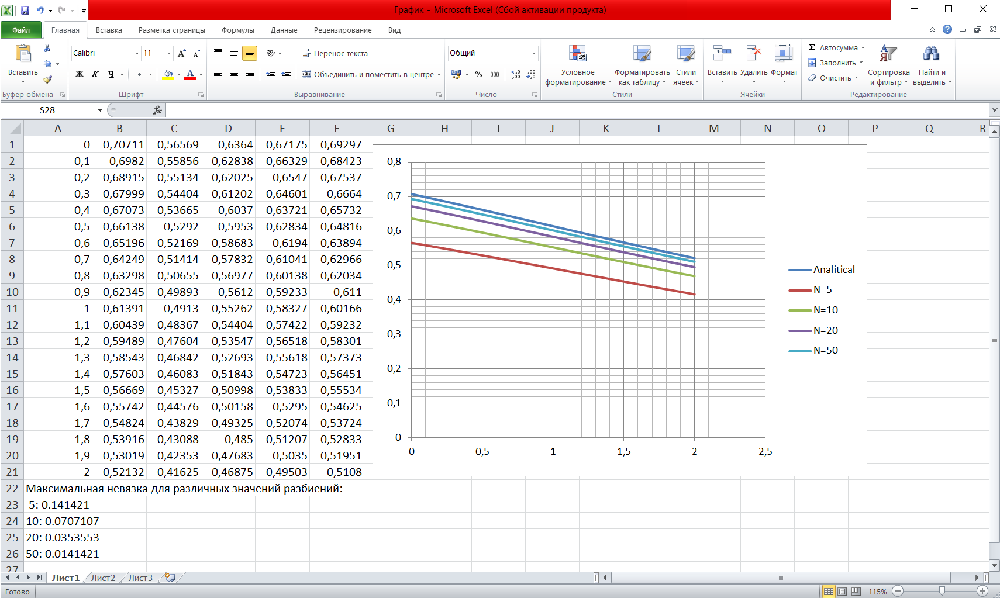 График - Microsoft Excel (Сбой активации продукта)
Файл Главная Вставка Разметка страницы Формулы Данные Рецензирование Вид
Calibri 11 Перенос текста Общий Σ Автосумма
Вставить Условное форматирование Форматировать как таблицу Стили ячеек Вставить Удалить Формат Заполнить Сортировка и фильтр Найти и выделить
Ж К Ч Объединить и поместить в центре % 000 Очистить
Буфер обмена Шрифт Выравнивание Число Стили Ячейки Редактирование
S28 fx
A B C D E F G H I J K L M N O P Q R
1 0 0,70711 0,56569 0,6364 0,67175 0,69297
2 0,1 0,6982 0,55856 0,62838 0,66329 0,68423
3 0,2 0,68915 0,55134 0,62025 0,6547 0,67537
4 0,3 0,67999 0,54404 0,61202 0,64601 0,6664
5 0,4 0,67073 0,53665 0,6037 0,63721 0,65732
6 0,5 0,66138 0,5292 0,5953 0,62834 0,64816
7 0,6 0,65196 0,52169 0,58683 0,6194 0,63894
8 0,7 0,64249 0,51414 0,57832 0,61041 0,62966
9 0,8 0,63298 0,50655 0,56977 0,60138 0,62034
10 0,9 0,62345 0,49893 0,5612 0,59233 0,611
11 1 0,61391 0,4913 0,55262 0,58327 0,60166
12 1,1 0,60439 0,48367 0,54404 0,57422 0,59232
13 1,2 0,59489 0,47604 0,53547 0,56518 0,58301
14 1,3 0,58543 0,46842 0,52693 0,55618 0,57373
15 1,4 0,57603 0,46083 0,51843 0,54723 0,56451
16 1,5 0,56669 0,45327 0,50998 0,53833 0,55534
17 1,6 0,55742 0,44576 0,50158 0,5295 0,54625
18 1,7 0,54824 0,43829 0,49325 0,52074 0,53724
19 1,8 0,53916 0,43088 0,485 0,51207 0,52833
20 1,9 0,53019 0,42353 0,47683 0,5035 0,51951
21 2 0,52132 0,41625 0,46875 0,49503 0,5108
22 Максимальная невязка для различных значений разбиений:
23 5: 0.141421
24 10: 0.0707107
25 20: 0.0353553
26 50: 0.0141421
27
0,8
0,7
0,6
0,5
0,4
0,3
0,2
0,1
0
0 0,5 1 1,5 2 2,5
Analitical
N=5
N=10
N=20
N=50
Лист1 Лист2 Лист3
Готово 115%